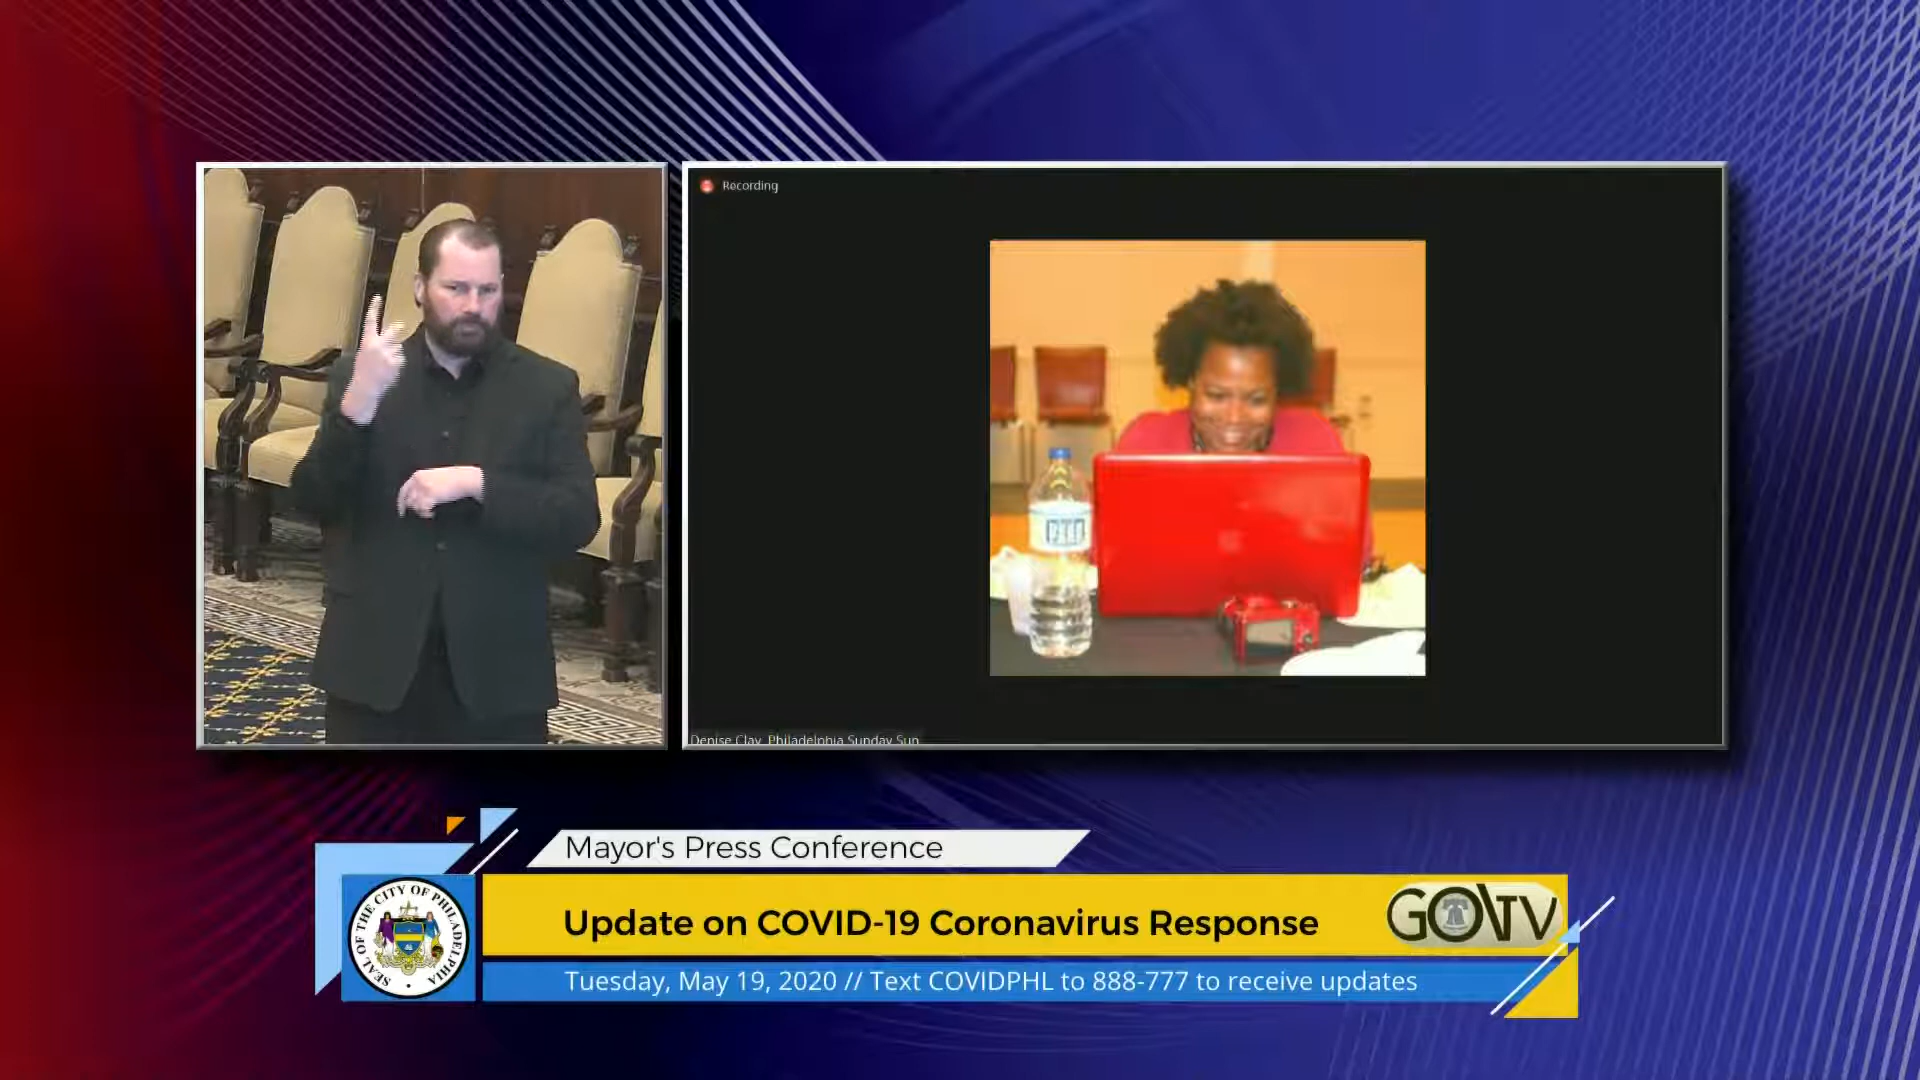 Recording
Denise Clay, Philadelphia Sunday Sun
Mayor's Press Conference
Update on COVID-19 Coronavirus Response
GOVTV
SEAL OF THE CITY OF PHILADELPHIA
Tuesday, May 19, 2020 // Text COVIDPHL to 888-777 to receive updates